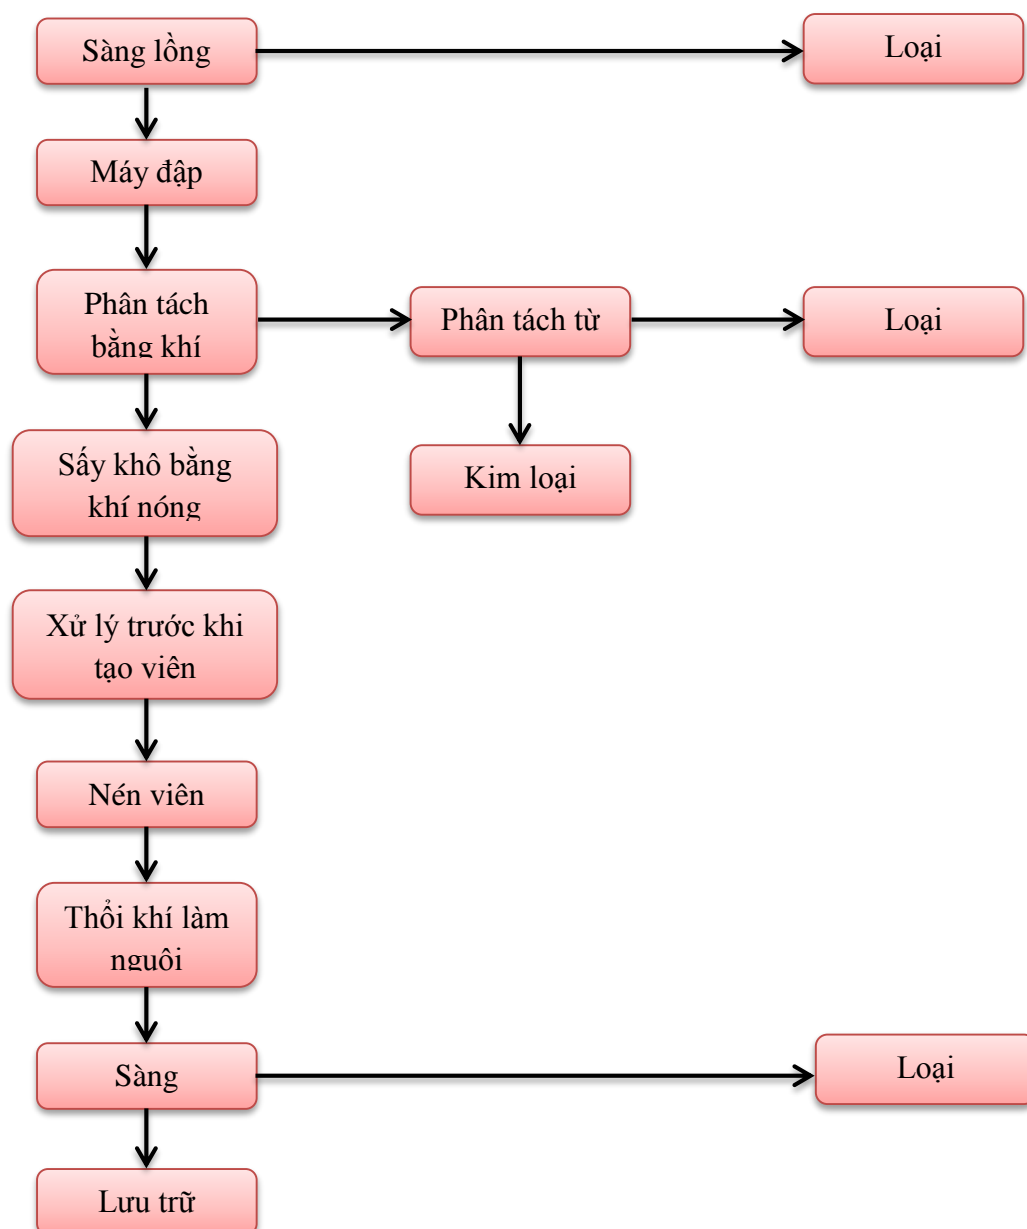 Sàng lồng
Loại
Máy đập
Phân tách
bằng khí
Phân tách từ
Loại
Sấy khô bằng
khí nóng
Kim loại
Xử lý trước khi
tạo viên
Nén viên
Thổi khí làm
nguội
Sàng
Loại
Lưu trữ